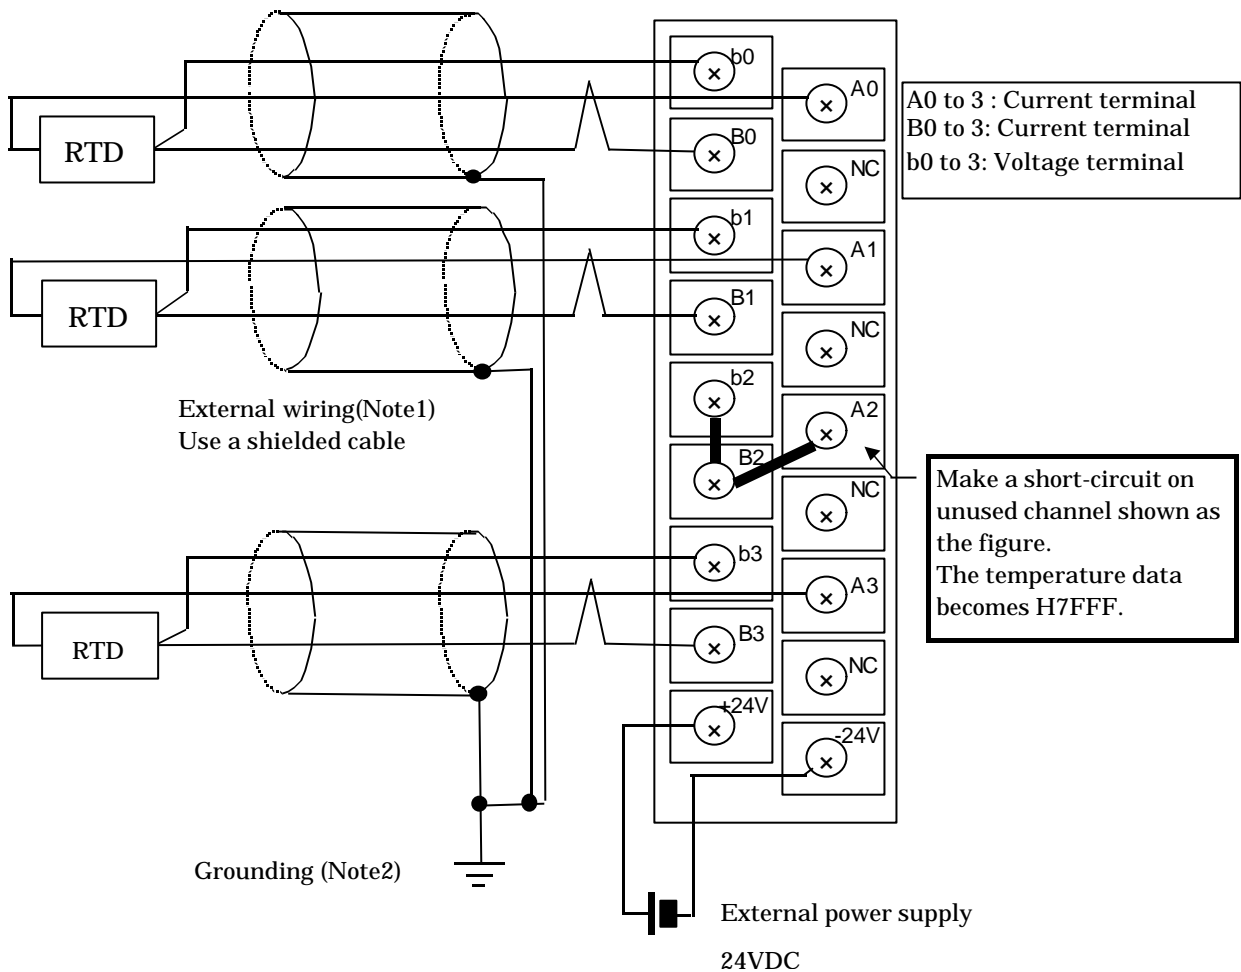 b0
A0
A0 to 3 : Current terminal
B0 to 3: Current terminal
b0 to 3: Voltage terminal
RTD
B0
NC
b1
A1
RTD
B1
NC
External wiring(Note1)
Use a shielded cable
b2
A2
B2
Make a short-circuit on
unused channel shown as
the figure.
The temperature data
becomes H7FFF.
NC
b3
A3
RTD
B3
NC
+24V
-24V
Grounding (Note2)
External power supply
24VDC